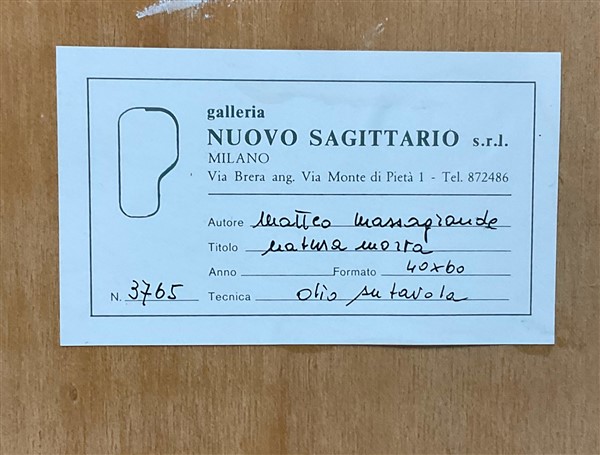 galleria
NUOVO SAGITTARIO s.r.l.
MILANO
Via Brera ang. Via Monte di Pietà 1 - Tel. 872486
Autore Matteo Massagrande
Titolo natura morta
Anno Formato 40x60
N. 3765 Tecnica olio su tavola